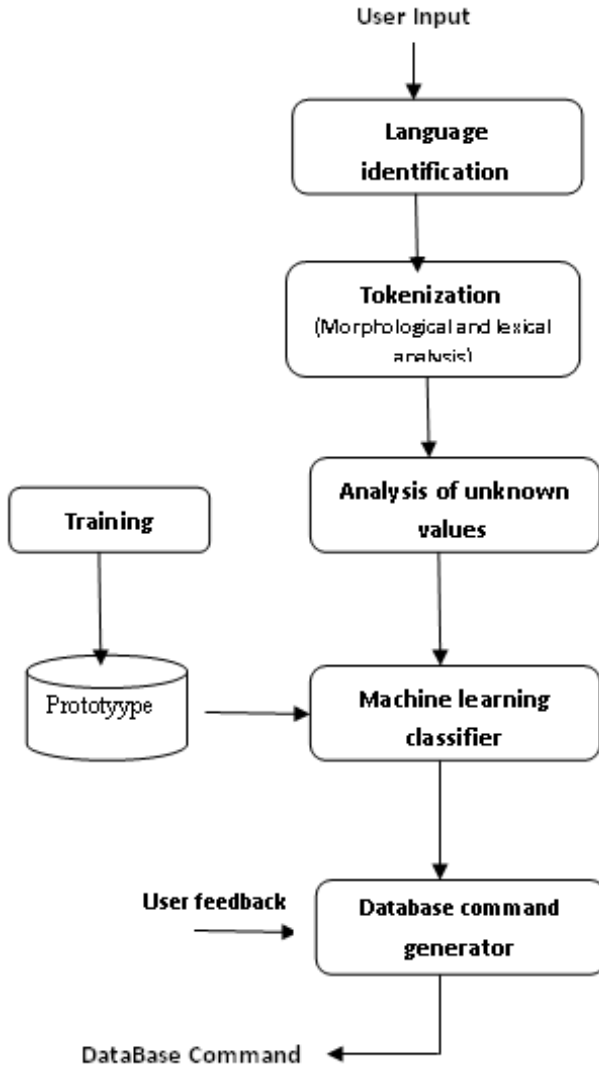 User Input
Language
identification
Tokenization
(Morphological and lexical
analysis)
Analysis of unknown
values
Training
Prototyype
Machine learning
classifier
User feedback
Database command
generator
DataBase Command